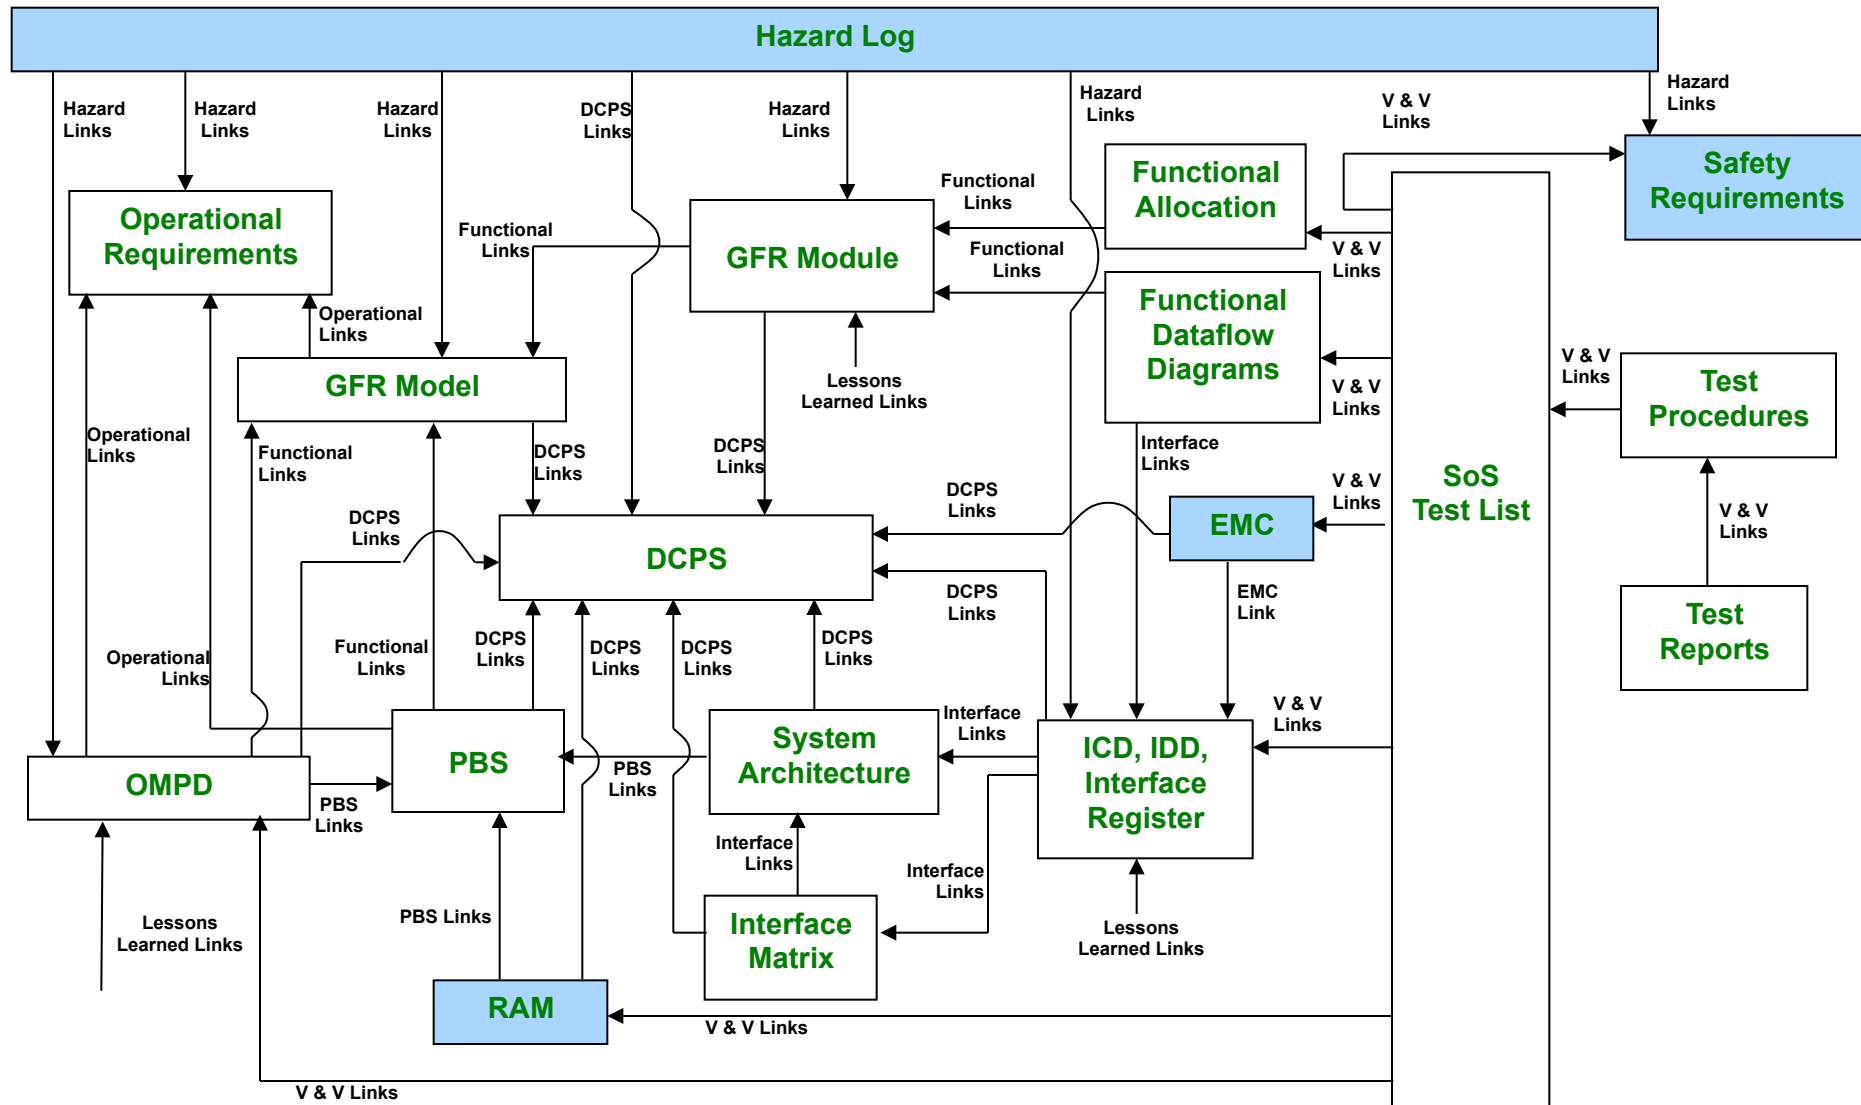 Hazard Log
Hazard
Links
Hazard
Links
Hazard
Links
DCPS
Links
Hazard
Links
Hazard
Links
V & V
Links
Hazard
Links
Safety
Requirements
Functional
Allocation
Functional
Links
Operational
Requirements
Functional
Links
GFR Module
Functional
Links
V & V
Links
Functional
Dataflow
Diagrams
Operational
Links
GFR Model
Lessons
Learned Links
V & V
Links
V & V
Links
Test
Procedures
Operational
Links
Functional
Links
DCPS
Links
DCPS
Links
Interface
Links
SoS
Test List
DCPS
Links
DCPS
Links
V & V
Links
V & V
Links
EMC
DCPS
DCPS
Links
EMC
Link
Test
Reports
Operational
Links
Functional
Links
DCPS
Links
DCPS
Links
DCPS
Links
DCPS
Links
Interface
Links
V & V
Links
PBS
System
Architecture
ICD, IDD,
Interface
Register
OMPD
PBS
Links
PBS
Links
Interface
Links
Interface
Links
Lessons
Learned Links
PBS Links
Interface
Matrix
Lessons
Learned Links
RAM
V & V Links
V & V Links